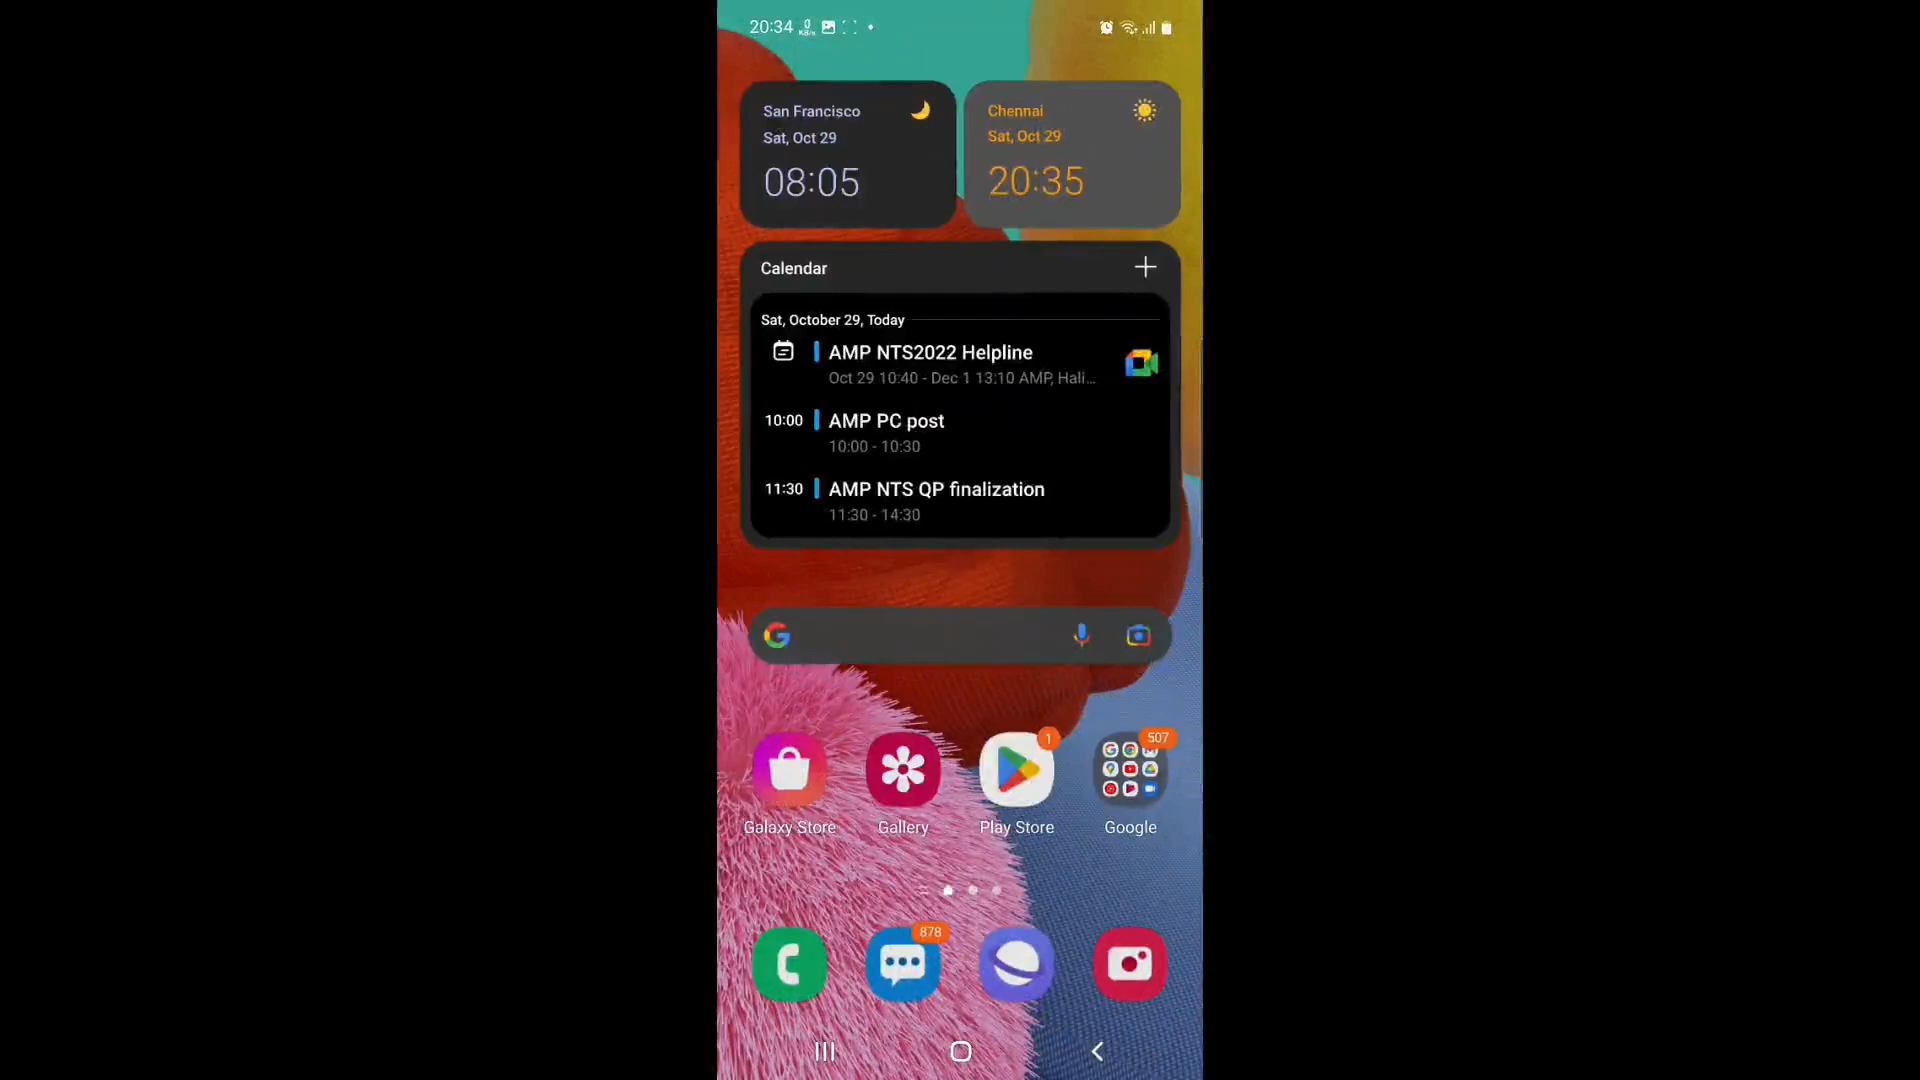 20:34 0 KB/s
San Francisco
Sat, Oct 29
08:05
Chennai
Sat, Oct 29
20:35
Calendar
Sat, October 29, Today
AMP NTS2022 Helpline
Oct 29 10:40 - Dec 1 13:10 AMP, Hali...
10:00 AMP PC post
10:00 - 10:30
11:30 AMP NTS QP finalization
11:30 - 14:30
1
507
Galaxy Store
Gallery
Play Store
Google
878